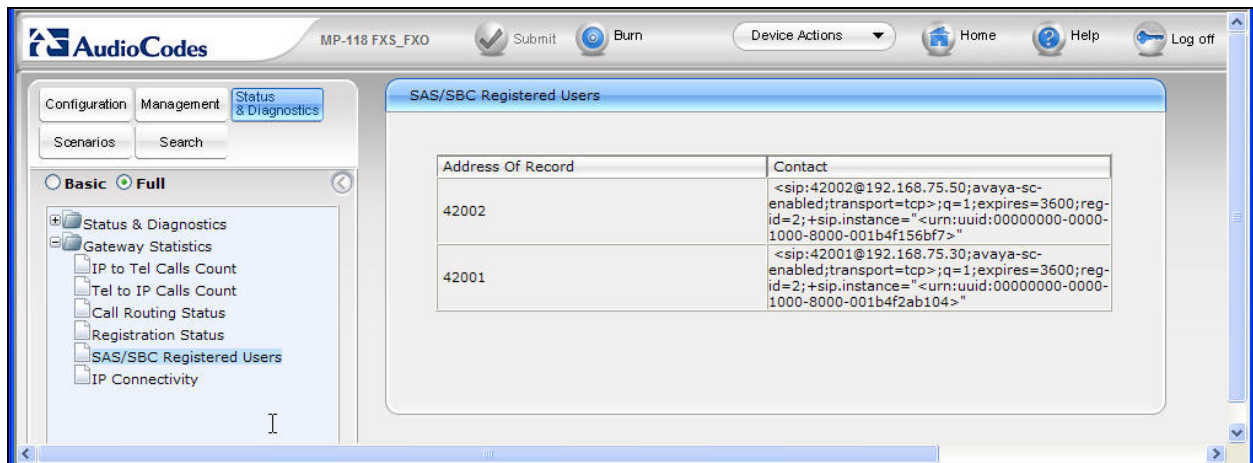 AudioCodes
MP-118 FXS_FXO
Submit
Burn
Device Actions
Home
Help
Log off
Configuration
Management
Status
& Diagnostics
Scenarios
Search
Basic
Full
Status & Diagnostics
Gateway Statistics
IP to Tel Calls Count
Tel to IP Calls Count
Call Routing Status
Registration Status
SAS/SBC Registered Users
IP Connectivity
SAS/SBC Registered Users
Address Of Record
Contact
42002
<sip:42002@192.168.75.50;avaya-sc-
enabled;transport=tcp>;q=1;expires=3600;reg-
id=2;+sip.instance="<urn:uuid:00000000-0000-
1000-8000-001b4f156bf7>"
42001
<sip:42001@192.168.75.30;avaya-sc-
enabled;transport=tcp>;q=1;expires=3600;reg-
id=2;+sip.instance="<urn:uuid:00000000-0000-
1000-8000-001b4f2ab104>"